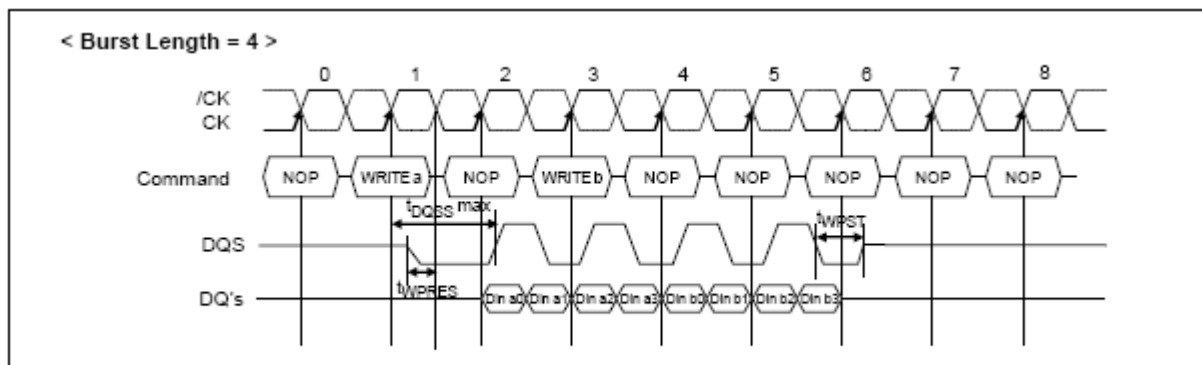 < Burst Length = 4 >
0 1 2 3 4 5 6 7 8
/CK
CK
Command NOP WRITE a NOP WRITE b NOP NOP NOP NOP NOP
tDQSS max tWPST
DQS
tWPRES
DQ's Din a0 Din a1 Din a2 Din a3 Din b0 Din b1 Din b2 Din b3